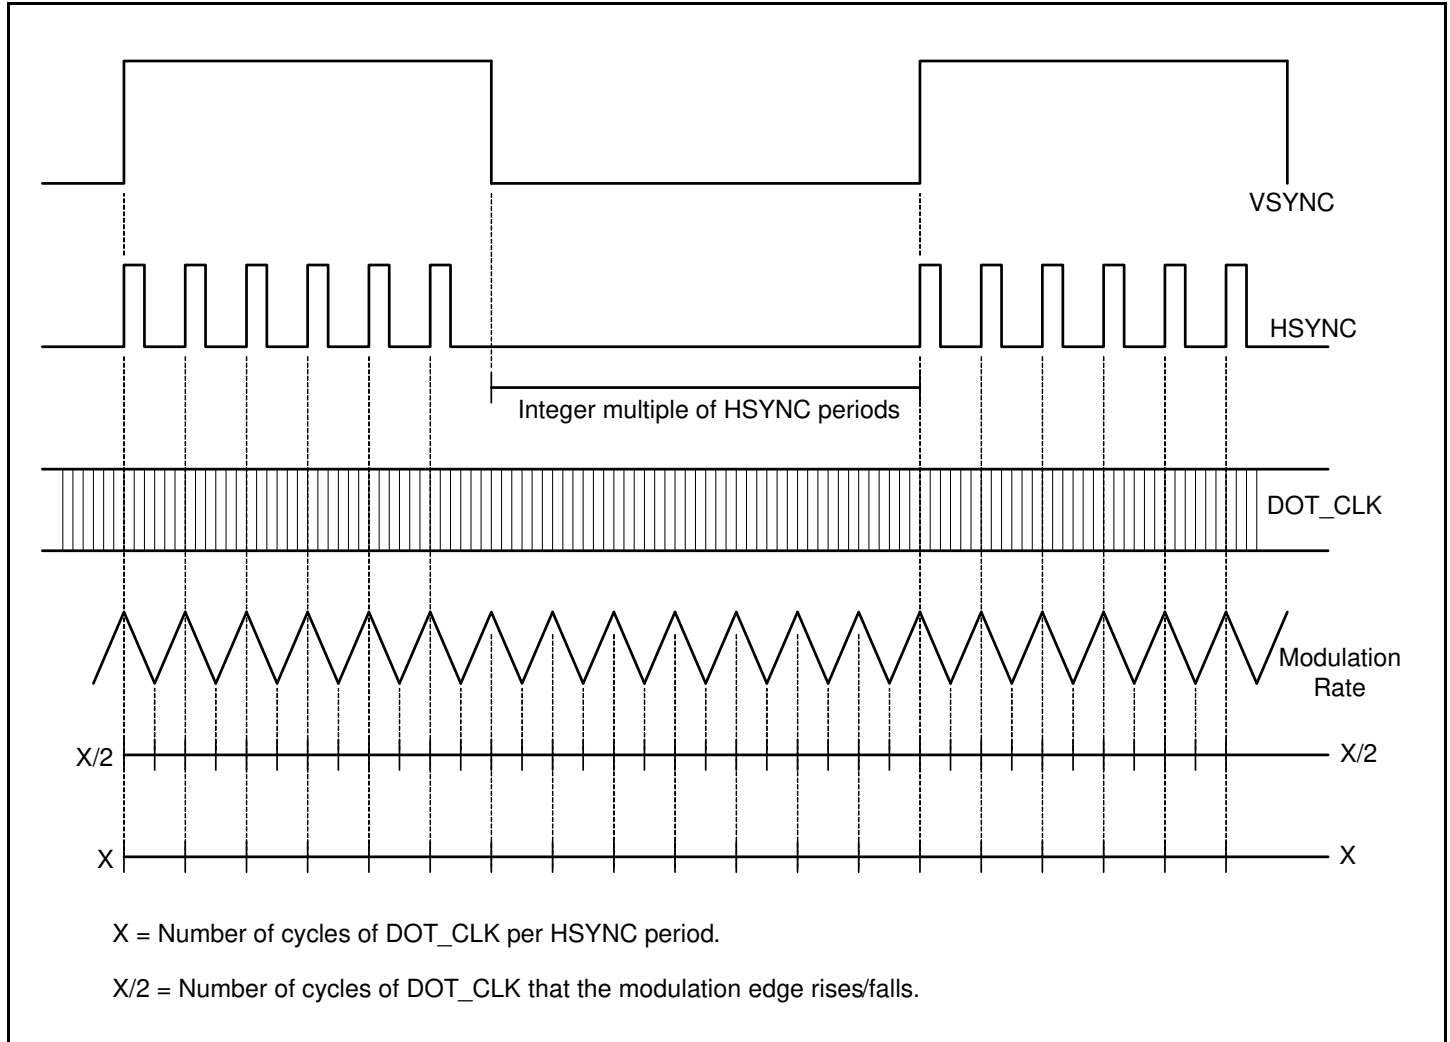 VSYNC
HSYNC
Integer multiple of HSYNC periods
DOT_CLK
Modulation
Rate
X/2
X/2
X
X
X = Number of cycles of DOT_CLK per HSYNC period.
X/2 = Number of cycles of DOT_CLK that the modulation edge rises/falls.